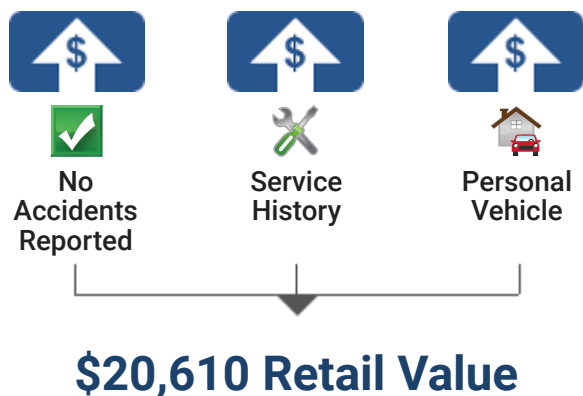 $ $ $
No
Accidents
Reported
Service
History
Personal
Vehicle
$20,610 Retail Value